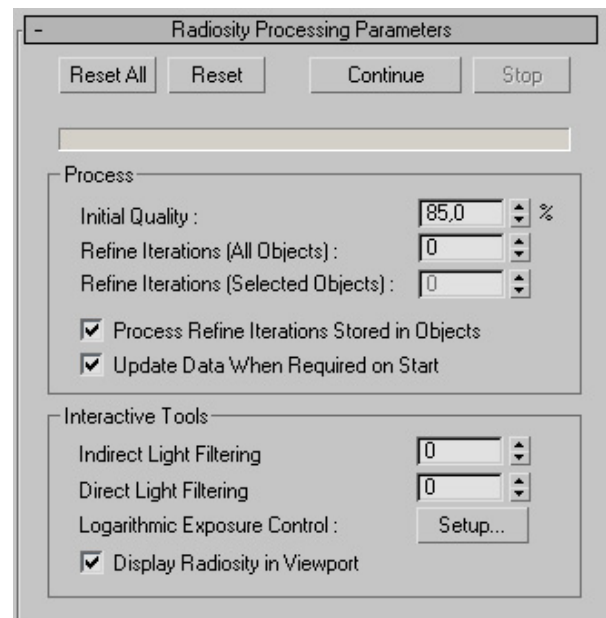 - Radiosity Processing Parameters
Reset All Reset Continue Stop
Process
Initial Quality : 85,0 %
Refine Iterations (All Objects) : 0
Refine Iterations (Selected Objects) : 0
Process Refine Iterations Stored in Objects
Update Data When Required on Start
Interactive Tools
Indirect Light Filtering 0
Direct Light Filtering 0
Logarithmic Exposure Control : Setup...
Display Radiosity in Viewport